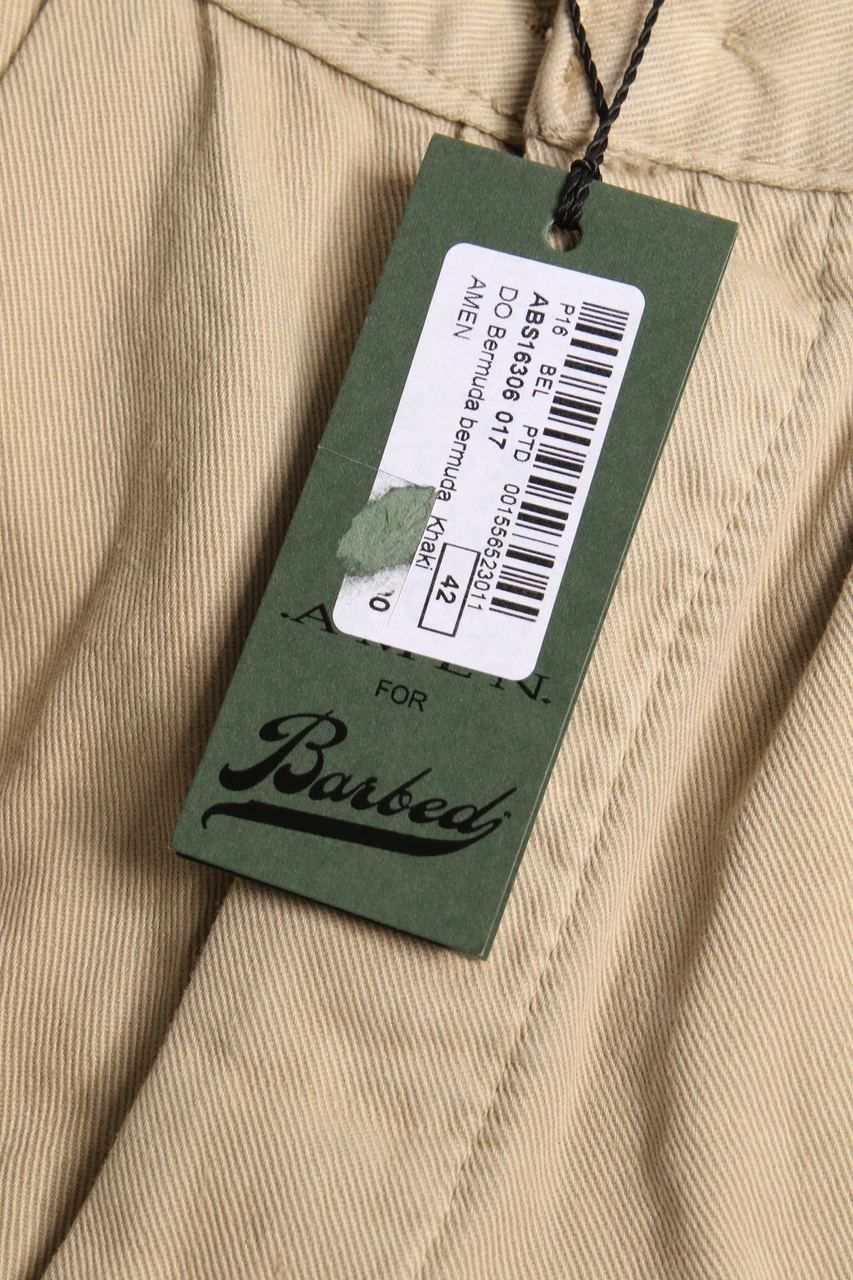 P16 BEL PTD 001556523011
ABS16306 017
DO Bermuda bermuda Khaki
AMEN
42
.AMEN.
FOR
Barbed